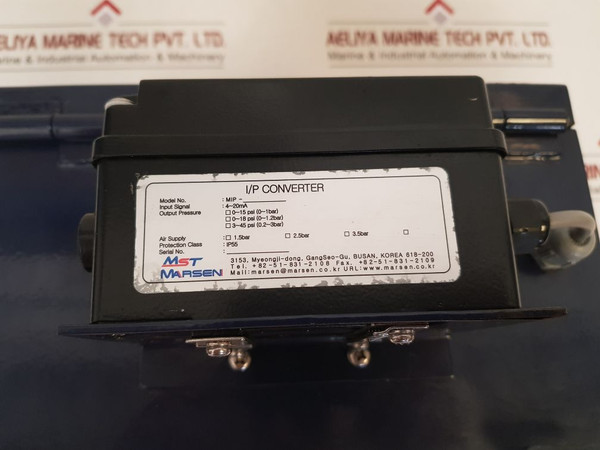 AELIYA MARINE TECH PVT. LTD.
Marine & Industrial Automation & Machinery
AELIYA MARINE TECH PVT. LTD.
Marine & Industrial Automation & Machinery
I/P CONVERTER
Model No. : MIP - ________
Input Signal : 4~20mA
Output Pressure : □ 0~15 psi (0~1bar)
□ 0~18 psi (0~1.2bar)
□ 3~45 psi (0.2~3bar)
Air Supply : □ 1.5bar □ 2.5bar □ 3.5bar □
Protection Class : IP55
Serial No. : ________
MST
MARSEN
3153, Myeongji-dong, GangSeo-Gu, BUSAN, KOREA 618-200
Tel. +82-51-831-2108 Fax. +82-51-831-2109
Mail:marsen@marsen.co.kr URL:www.marsen.co.kr